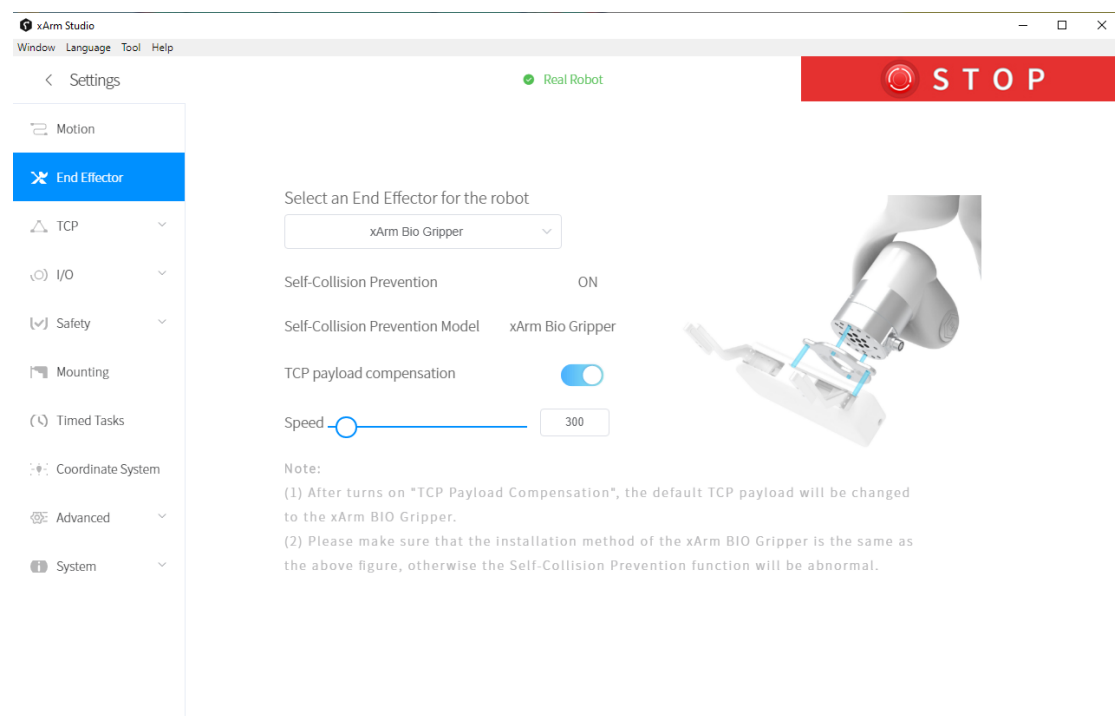 xArm Studio
Window Language Tool Help
Settings
Real Robot
STOP
Motion
End Effector
TCP
I/O
Safety
Mounting
Timed Tasks
Coordinate System
Advanced
System
Select an End Effector for the robot
xArm Bio Gripper
Self-Collision Prevention ON
Self-Collision Prevention Model xArm Bio Gripper
TCP payload compensation
Speed 300
Note:
(1) After turns on "TCP Payload Compensation", the default TCP payload will be changed
to the xArm BIO Gripper.
(2) Please make sure that the installation method of the xArm BIO Gripper is the same as
the above figure, otherwise the Self-Collision Prevention function will be abnormal.